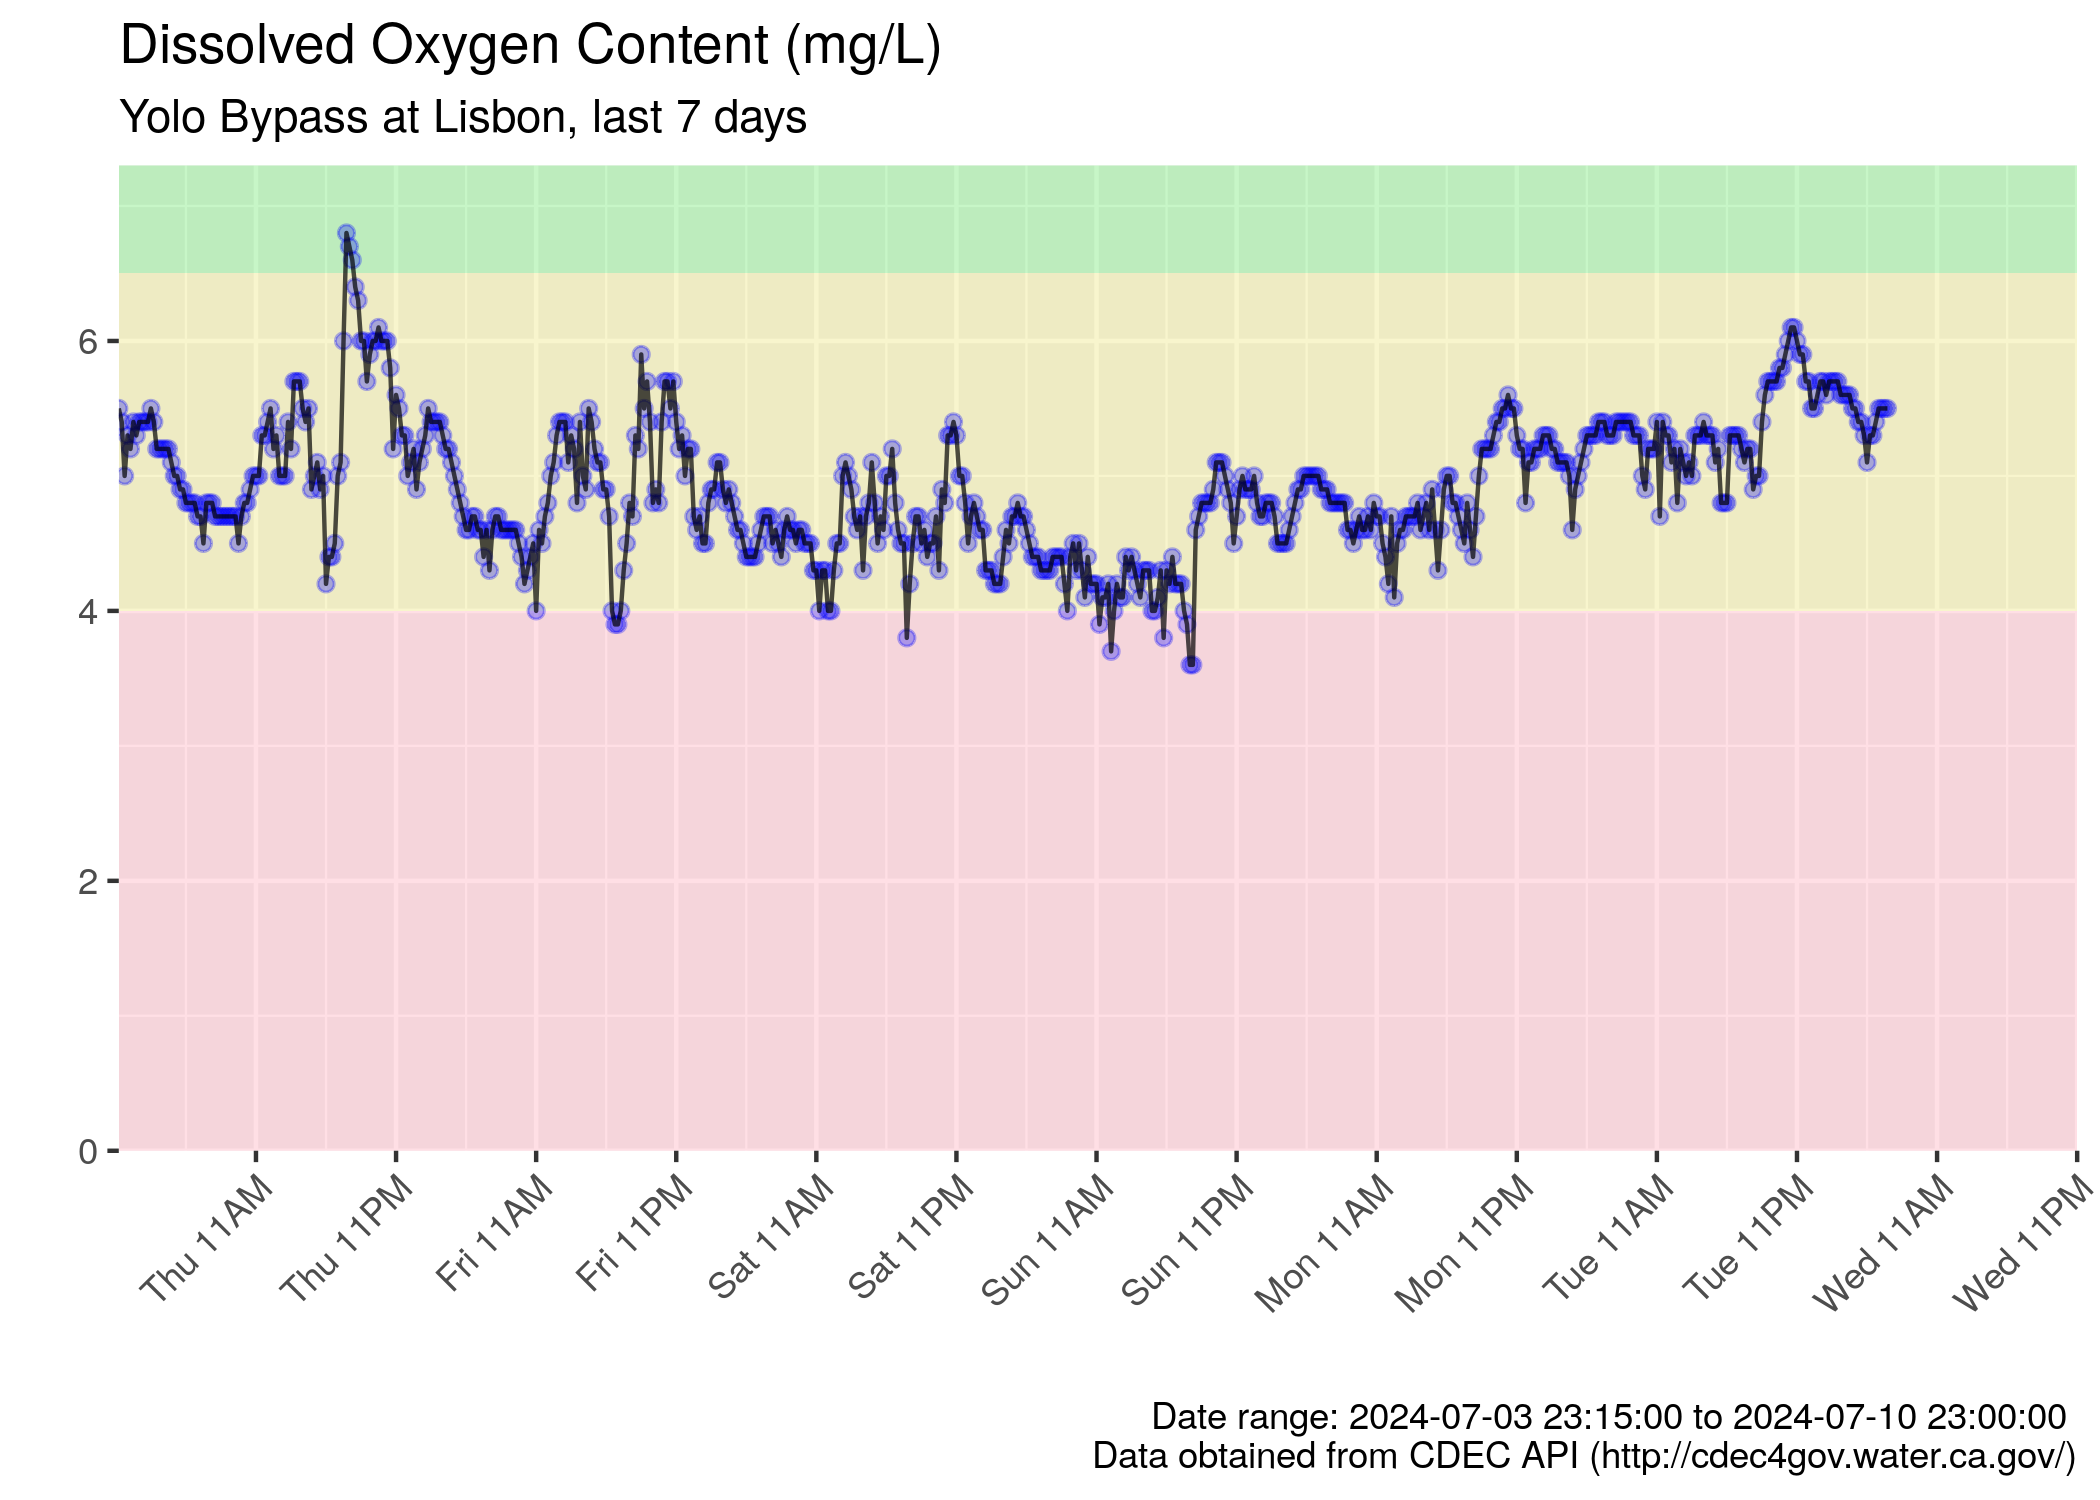 Dissolved Oxygen Content (mg/L)
Yolo Bypass at Lisbon, last 7 days
6
4
2
0
Thu 11AM
Thu 11PM
Fri 11AM
Fri 11PM
Sat 11AM
Sat 11PM
Sun 11AM
Sun 11PM
Mon 11AM
Mon 11PM
Tue 11AM
Tue 11PM
Wed 11AM
Wed 11PM
Date range: 2024-07-03 23:15:00 to 2024-07-10 23:00:00
Data obtained from CDEC API (http://cdec4gov.water.ca.gov/)